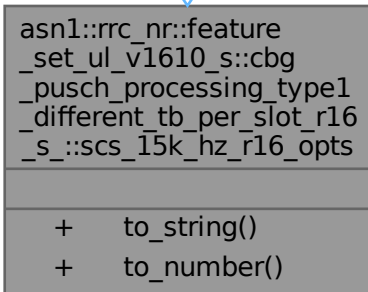 asn1::rrc_nr::feature
_set_ul_v1610_s::cbg
_pusch_processing_type1
_different_tb_per_slot_r16
_s_::scs_15k_hz_r16_opts
+ to_string()
+ to_number()